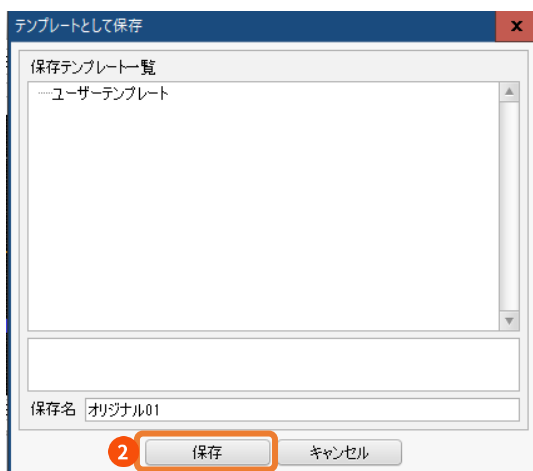 テンプレートとして保存
x
保存テンプレート一覧
ユーザーテンプレート
保存名 オリジナル01
2 保存 キャンセル